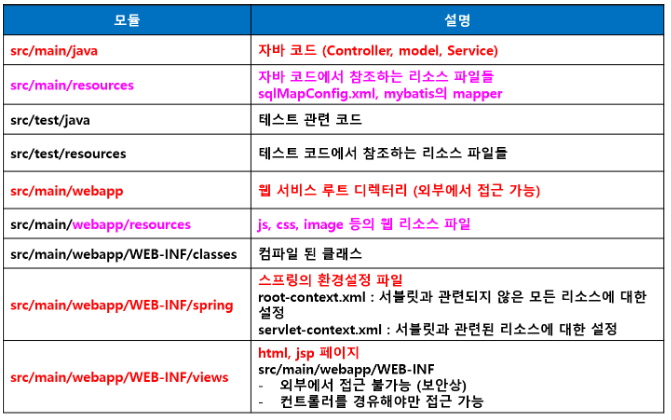 모듈 설명
src/main/java 자바 코드 (Controller, model, Service)
src/main/resources 자바 코드에서 참조하는 리소스 파일들
sqlMapConfig.xml, mybatis의 mapper
src/test/java 테스트 관련 코드
src/test/resources 테스트 코드에서 참조하는 리소스 파일들
src/main/webapp 웹 서비스 루트 디렉터리 (외부에서 접근 가능)
src/main/webapp/resources js, css, image 등의 웹 리소스 파일
src/main/webapp/WEB-INF/classes 컴파일 된 클래스
src/main/webapp/WEB-INF/spring 스프링의 환경설정 파일
root-context.xml : 서블릿과 관련되지 않은 모든 리소스에 대한
설정
servlet-context.xml : 서블릿과 관련된 리소스에 대한 설정
src/main/webapp/WEB-INF/views html, jsp 페이지
src/main/webapp/WEB-INF
- 외부에서 접근 불가능 (보안상)
- 컨트롤러를 경유해야만 접근 가능